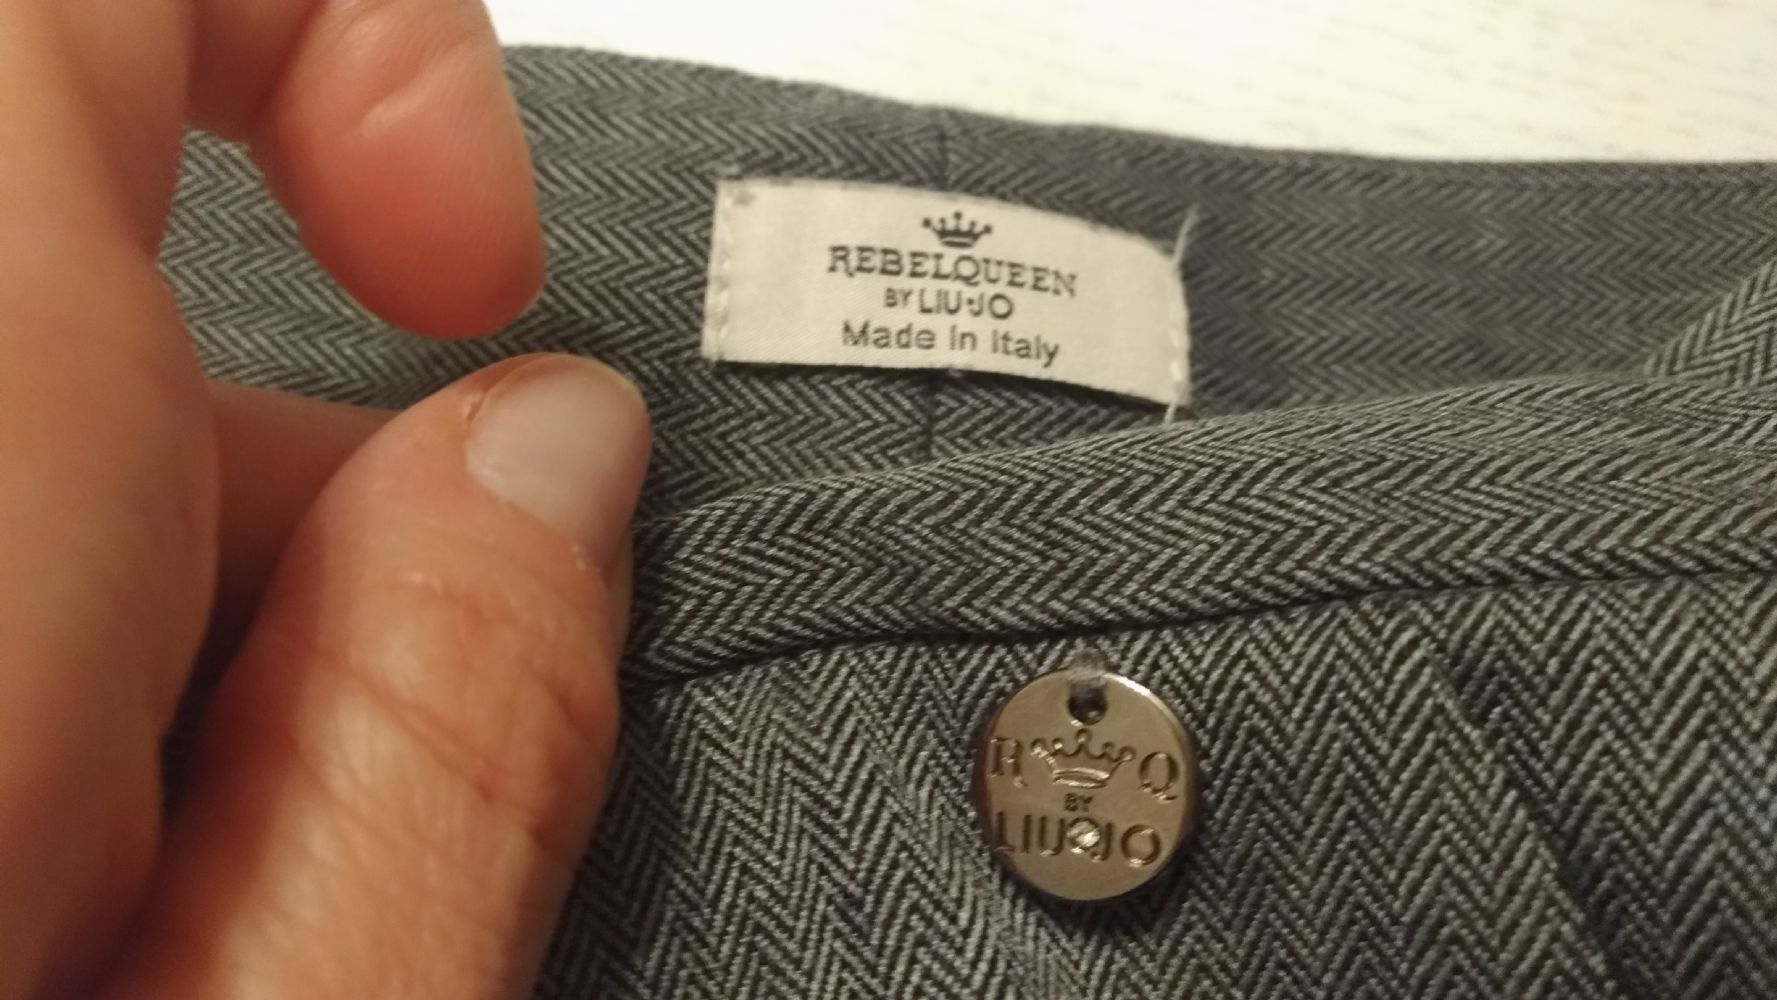 REBELQUEEN
BY LIU·JO
Made In Italy
R Q
BY
LIU·JO